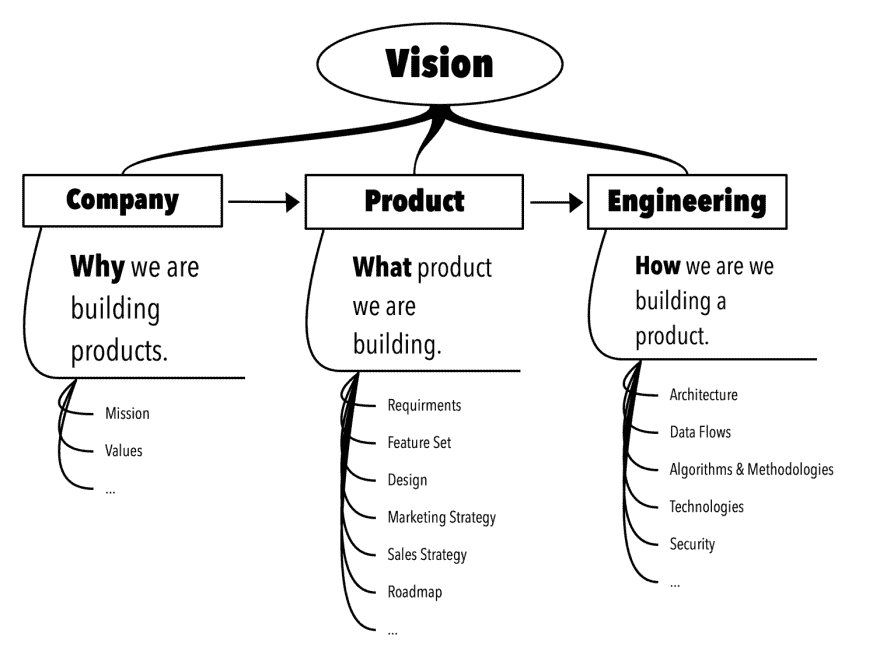 Vision
Company
Why we are
building
products.
Mission
Values
...
Product
What product
we are
building.
Requirments
Feature Set
Design
Marketing Strategy
Sales Strategy
Roadmap
...
Engineering
How we are we
building a
product.
Architecture
Data Flows
Algorithms & Methodologies
Technologies
Security
...